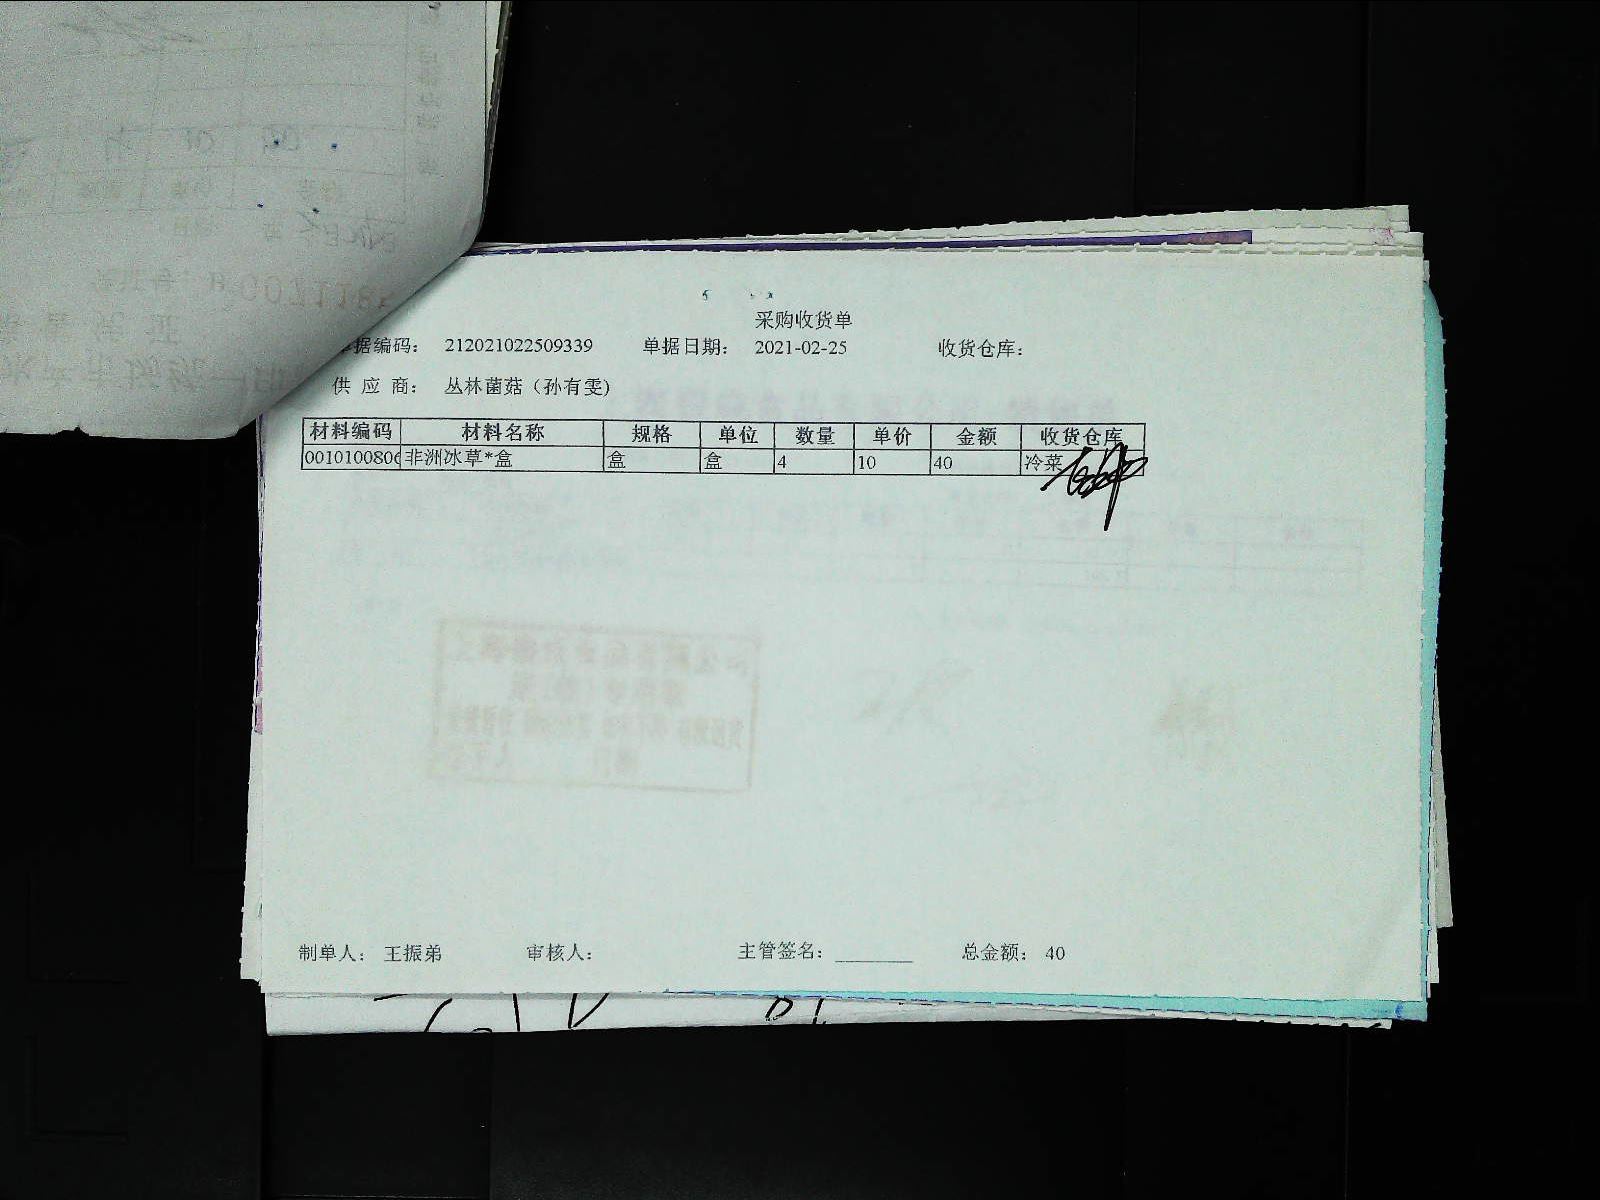 采购收货单
据编码： 212021022509339 单据日期： 2021-02-25 收货仓库：
供 应 商： 丛林菌菇（孙有雯)
材料编码 材料名称 规格 单位 数量 单价 金额 收货仓库
0010100806 非洲冰草*盒 盒 盒 4 10 40 冷菜
制单人： 王振弟 审核人： 主管签名：________ 总金额： 40